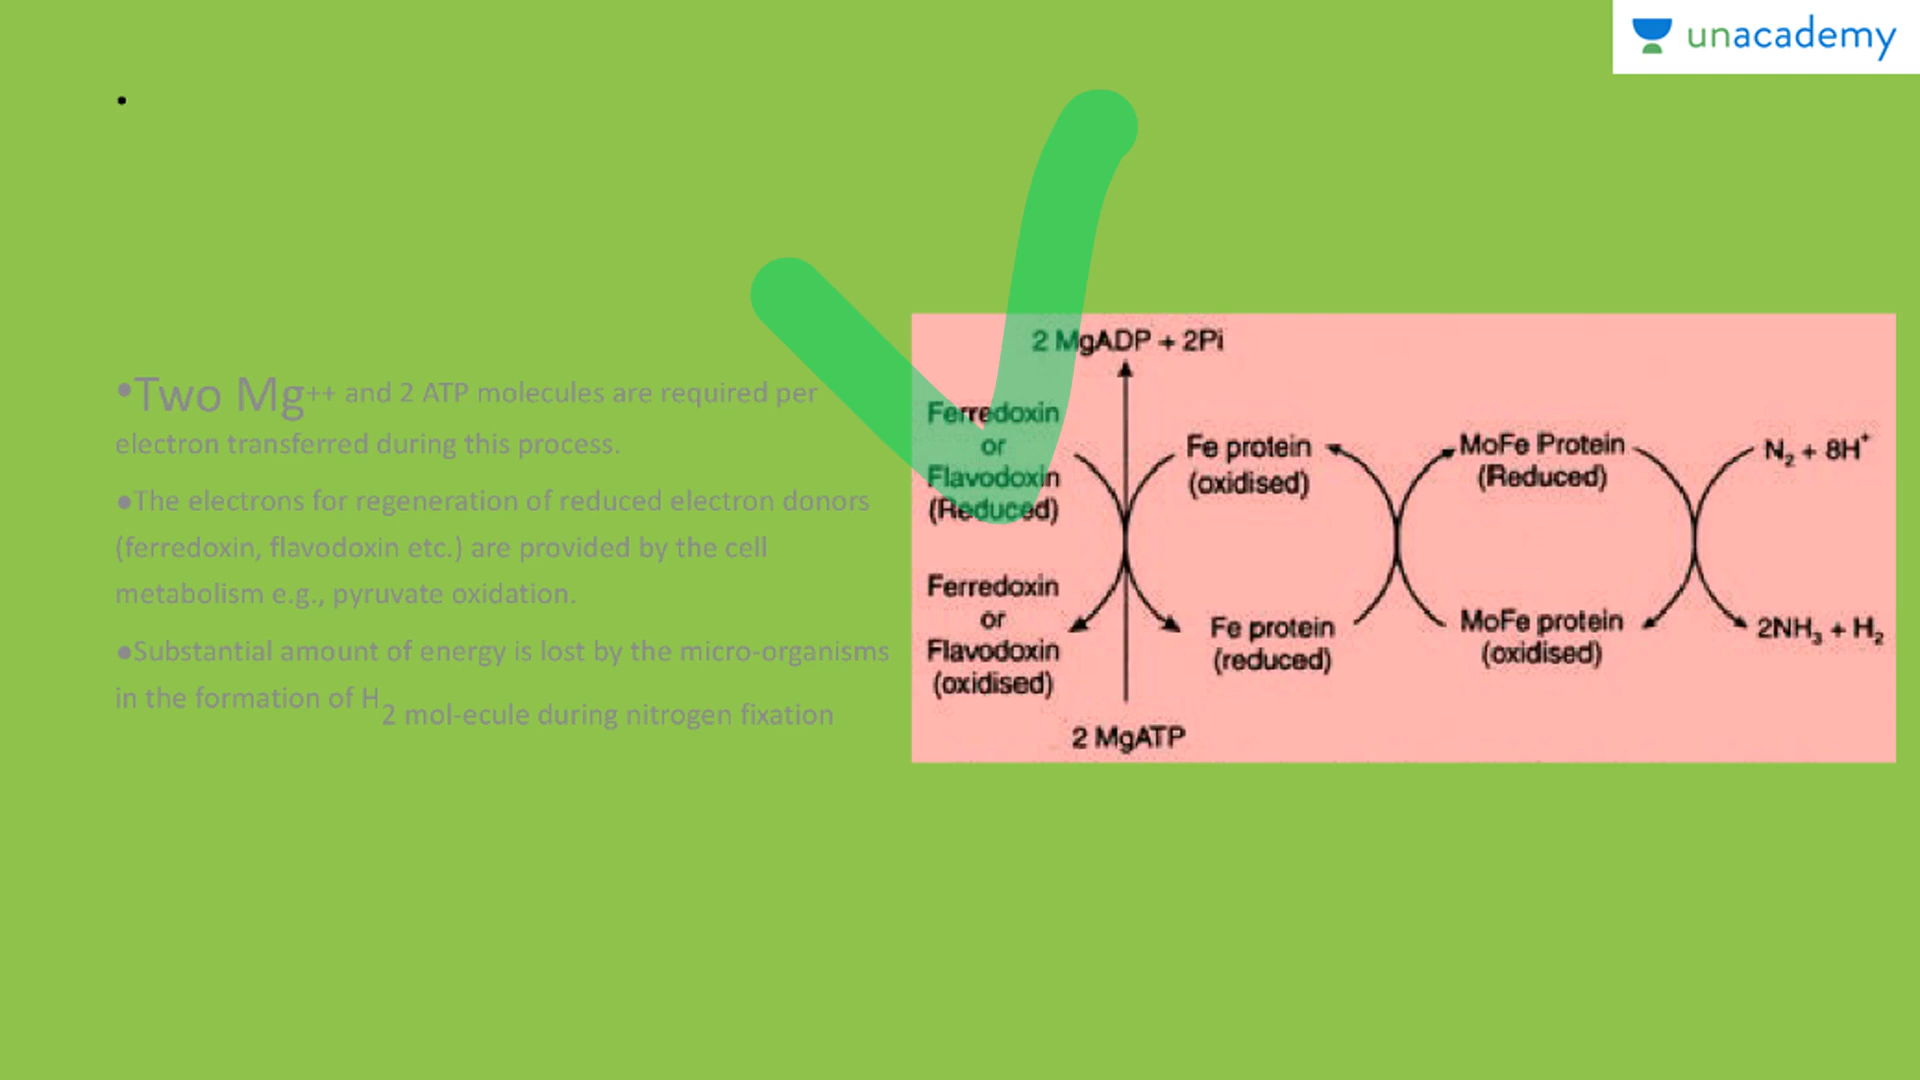 unacademy
•
•Two Mg++ and 2 ATP molecules are required per
electron transferred during this process.
●The electrons for regeneration of reduced electron donors
(ferredoxin, flavodoxin etc.) are provided by the cell
metabolism e.g., pyruvate oxidation.
●Substantial amount of energy is lost by the micro-organisms
in the formation of H2 mol-ecule during nitrogen fixation
2 MgADP + 2Pi
Ferredoxin
or
Flavodoxin
(Reduced)
Fe protein
(oxidised)
MoFe Protein
(Reduced)
N2 + 8H+
Ferredoxin
or
Flavodoxin
(oxidised)
Fe protein
(reduced)
MoFe protein
(oxidised)
2NH3 + H2
2 MgATP